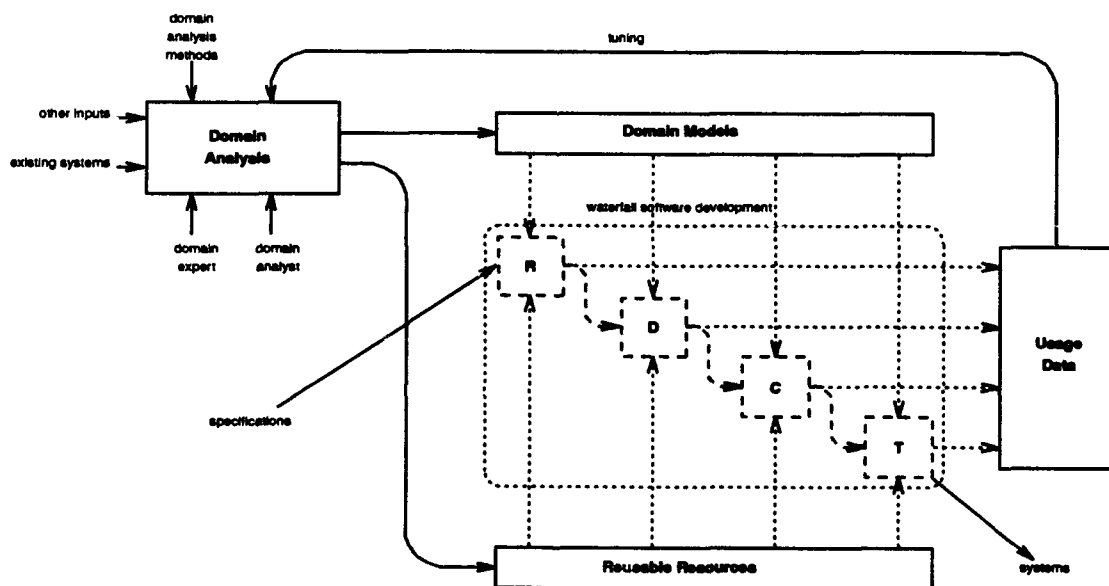 domain
analysis
methods
tuning
other inputs
Domain
Analysis
existing systems
Domain Models
domain
expert
domain
analyst
waterfall software development
R
D
C
T
Usage
Data
specifications
Reusable Resources
systems